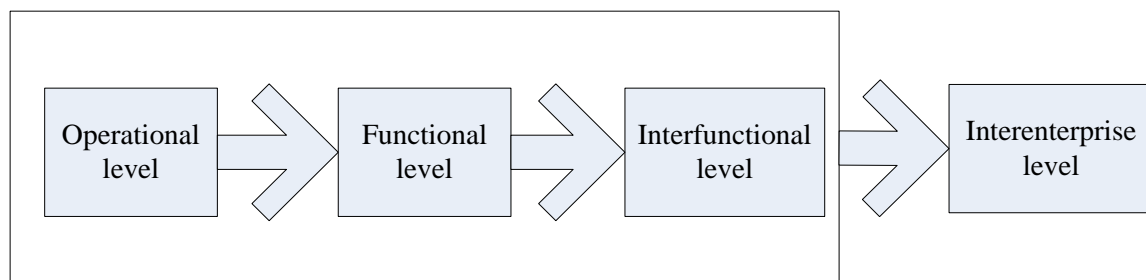 Operational
level
Functional
level
Interfunctional
level
Interenterprise
level